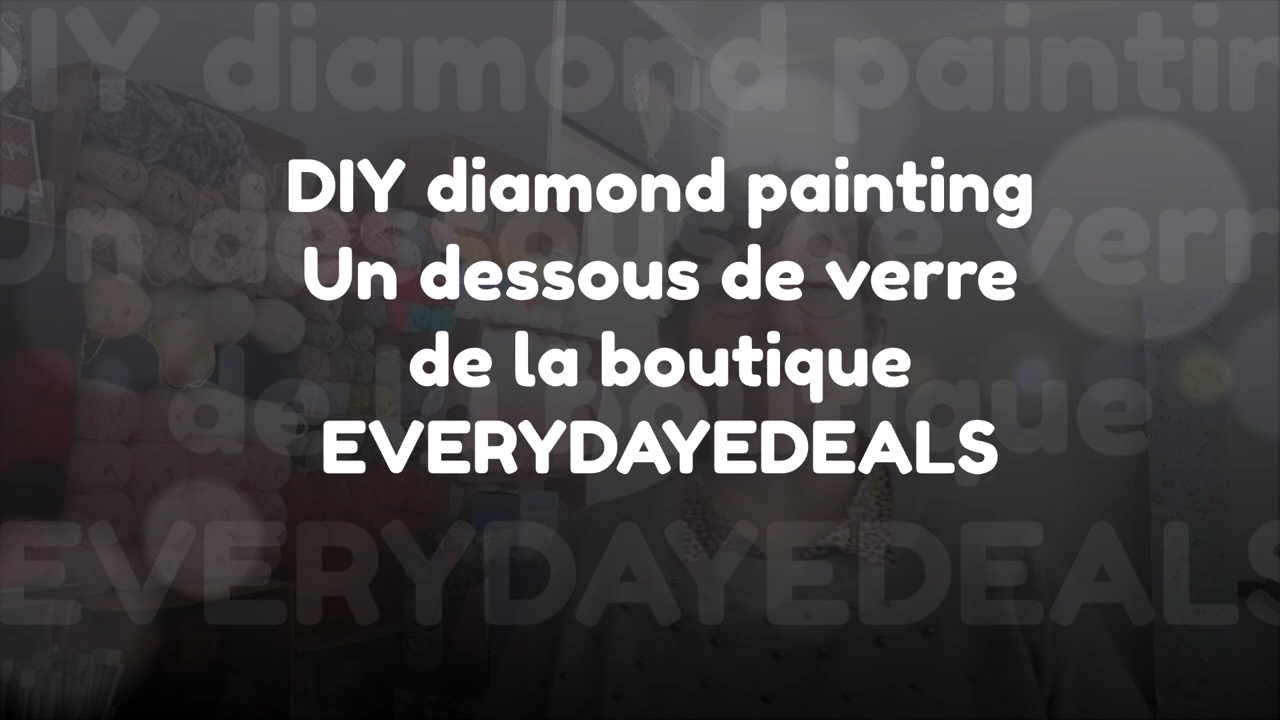 DIY diamond painting
Un dessous de verre
de la boutique
EVERYDAYEDEALS